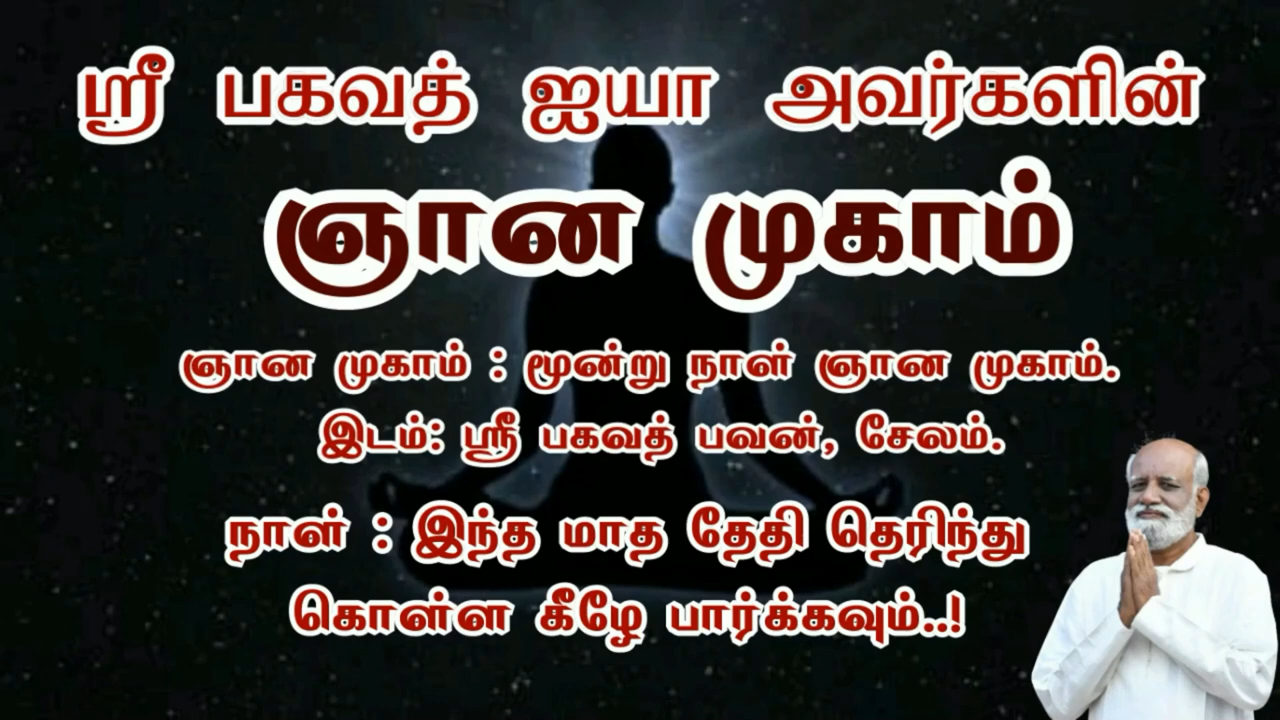 ஸ்ரீ பகவத் ஐயா அவர்களின்
ஞான முகாம்
ஞான முகாம் : மூன்று நாள் ஞான முகாம்.
இடம்: ஸ்ரீ பகவத் பவன், சேலம்.
நாள் : இந்த மாத தேதி தெரிந்து
கொள்ள கீழே பார்க்கவும்..!